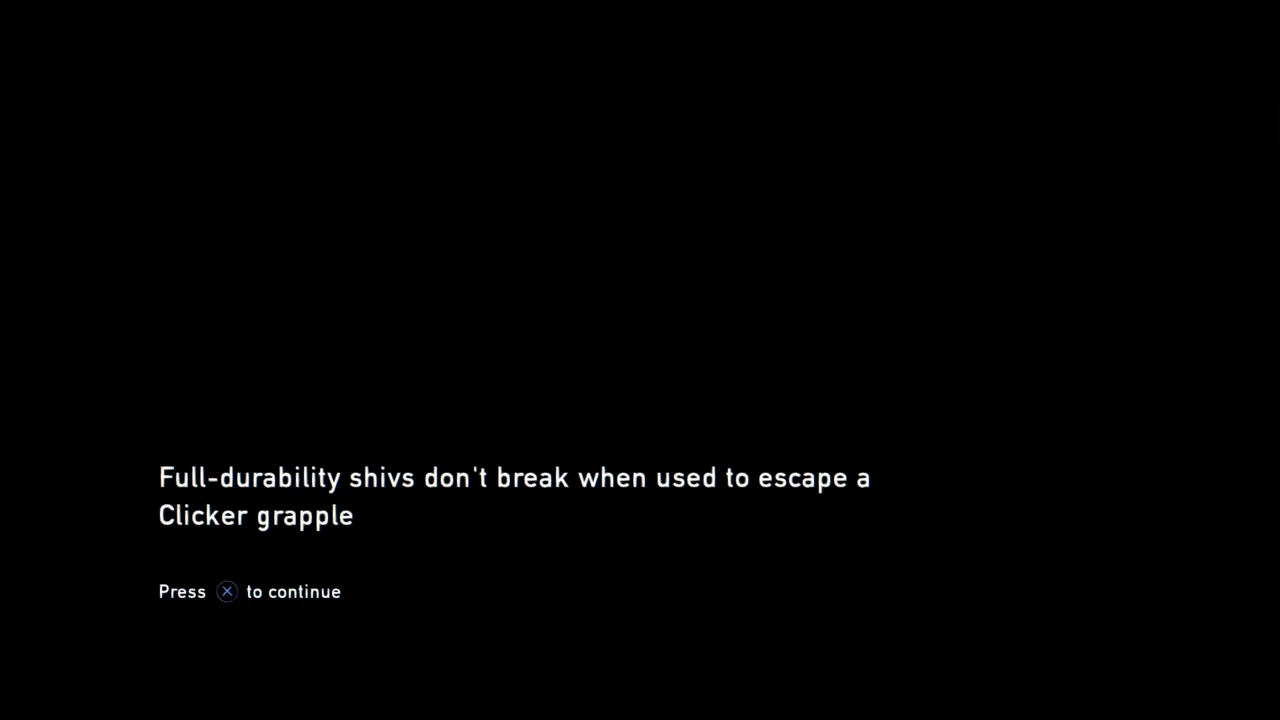 Full-durability shivs don't break when used to escape a
Clicker grapple
Press ⓧ to continue